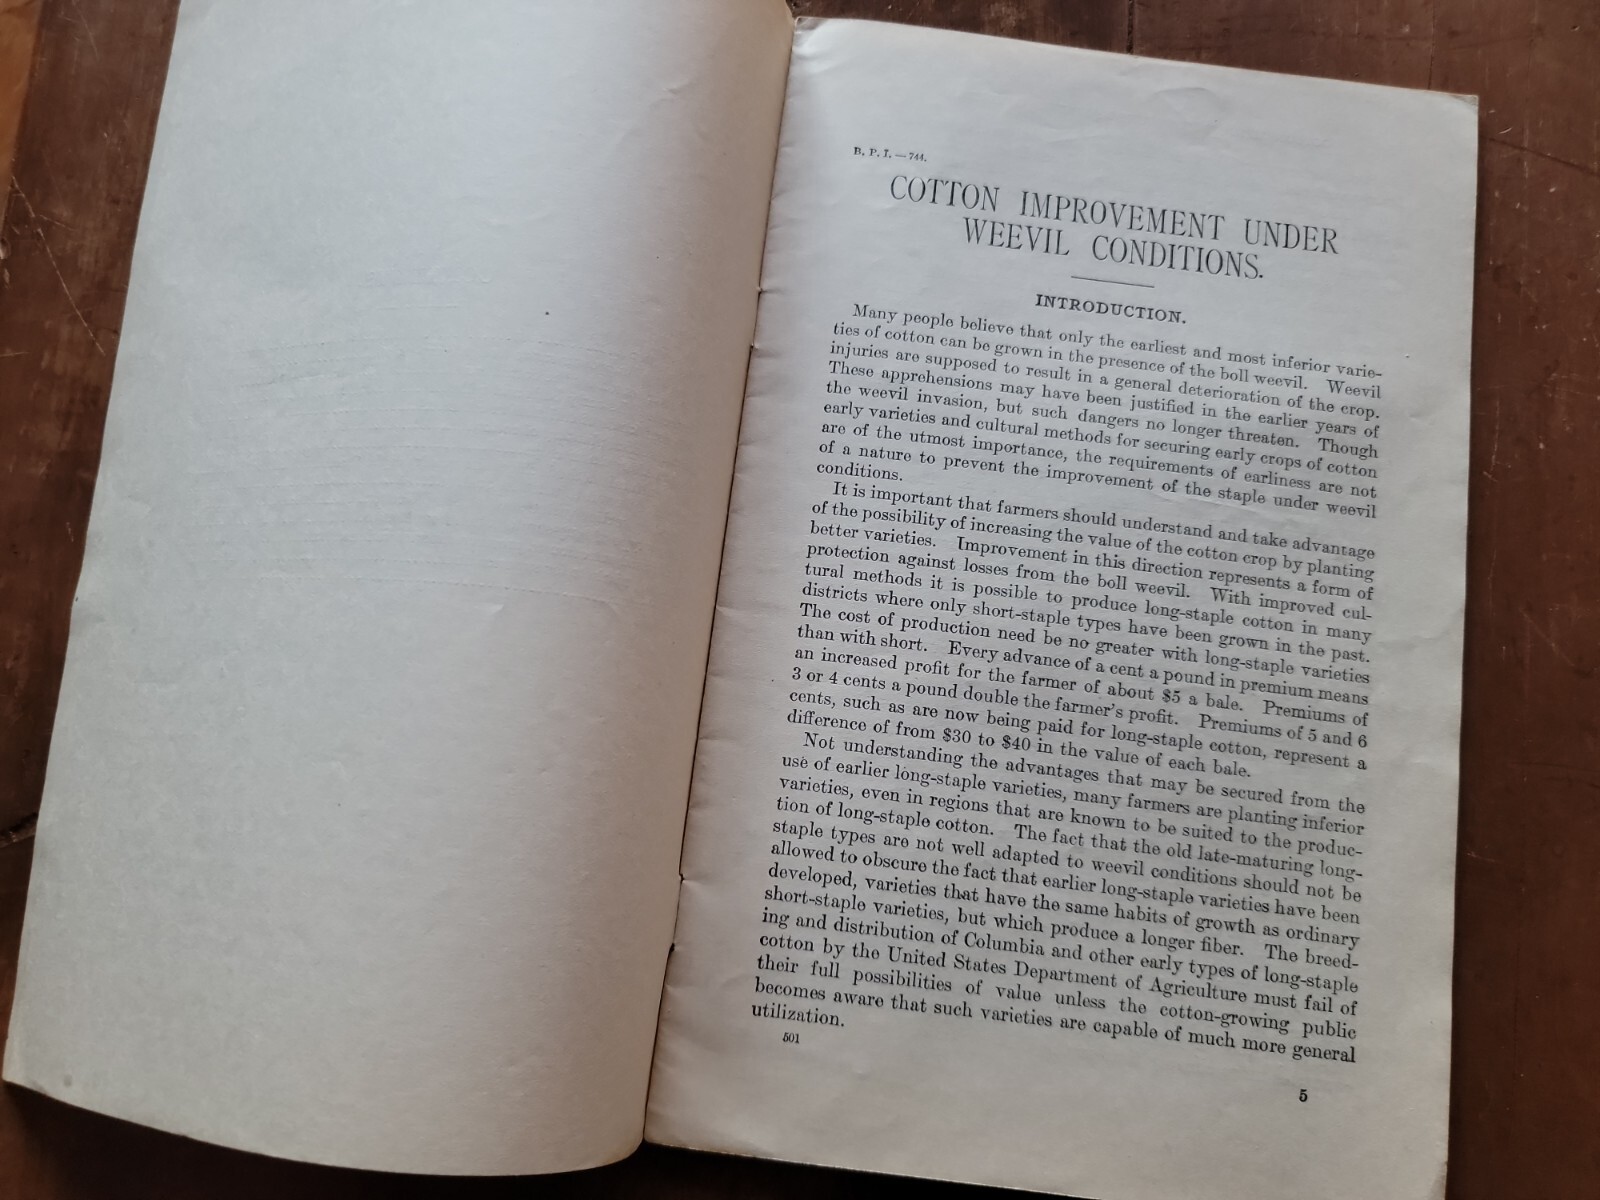 B. P. I.—744.
COTTON IMPROVEMENT UNDER
WEEVIL CONDITIONS.
INTRODUCTION.
Many people believe that only the earliest and most inferior varie-
ties of cotton can be grown in the presence of the boll weevil. Weevil
injuries are supposed to result in a general deterioration of the crop.
These apprehensions may have been justified in the earlier years of
the weevil invasion, but such dangers no longer threaten. Though
early varieties and cultural methods for securing early crops of cotton
are of the utmost importance, the requirements of earliness are not
of a nature to prevent the improvement of the staple under weevil
conditions.
It is important that farmers should understand and take advantage
of the possibility of increasing the value of the cotton crop by planting
better varieties. Improvement in this direction represents a form of
protection against losses from the boll weevil. With improved cul-
tural methods it is possible to produce long-staple cotton in many
districts where only short-staple types have been grown in the past.
The cost of production need be no greater with long-staple varieties
than with short. Every advance of a cent a pound in premium means
an increased profit for the farmer of about $5 a bale. Premiums of
3 or 4 cents a pound double the farmer's profit. Premiums of 5 and 6
cents, such as are now being paid for long-staple cotton, represent a
difference of from $30 to $40 in the value of each bale.
Not understanding the advantages that may be secured from the
use of earlier long-staple varieties, many farmers are planting inferior
varieties, even in regions that are known to be suited to the produc-
tion of long-staple cotton. The fact that the old late-maturing long-
staple types are not well adapted to weevil conditions should not be
allowed to obscure the fact that earlier long-staple varieties have been
developed, varieties that have the same habits of growth as ordinary
short-staple varieties, but which produce a longer fiber. The breed-
ing and distribution of Columbia and other early types of long-staple
cotton by the United States Department of Agriculture must fail of
their full possibilities of value unless the cotton-growing public
becomes aware that such varieties are capable of much more general
utilization.
501
5